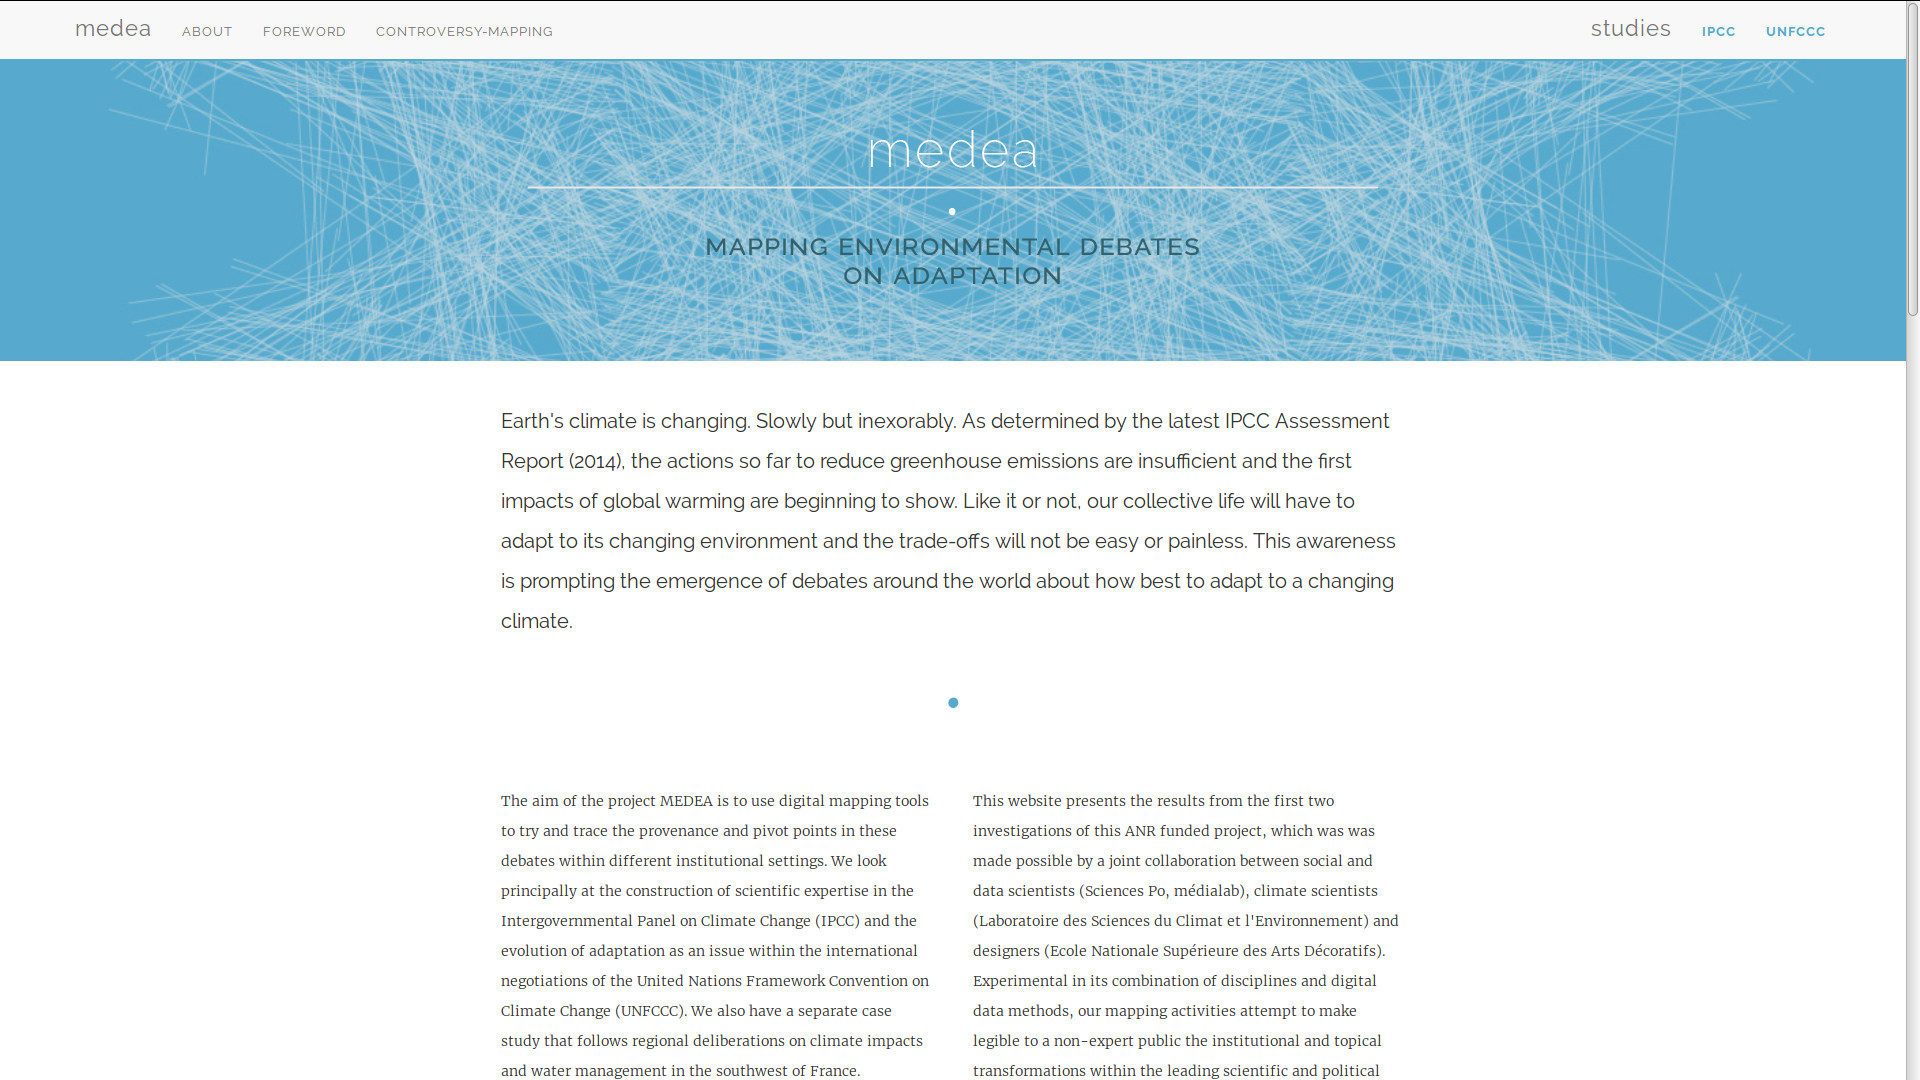 medea ABOUT FOREWORD CONTROVERSY-MAPPING studies IPCC UNFCCC
medea
MAPPING ENVIRONMENTAL DEBATES
ON ADAPTATION
Earth's climate is changing. Slowly but inexorably. As determined by the latest IPCC Assessment
Report (2014), the actions so far to reduce greenhouse emissions are insufficient and the first
impacts of global warming are beginning to show. Like it or not, our collective life will have to
adapt to its changing environment and the trade-offs will not be easy or painless. This awareness
is prompting the emergence of debates around the world about how best to adapt to a changing
climate.
The aim of the project MEDEA is to use digital mapping tools
to try and trace the provenance and pivot points in these
debates within different institutional settings. We look
principally at the construction of scientific expertise in the
Intergovernmental Panel on Climate Change (IPCC) and the
evolution of adaptation as an issue within the international
negotiations of the United Nations Framework Convention on
Climate Change (UNFCCC). We also have a separate case
study that follows regional deliberations on climate impacts
and water management in the southwest of France.
This website presents the results from the first two
investigations of this ANR funded project, which was was
made possible by a joint collaboration between social and
data scientists (Sciences Po, médialab), climate scientists
(Laboratoire des Sciences du Climat et l'Environnement) and
designers (Ecole Nationale Supérieure des Arts Décoratifs).
Experimental in its combination of disciplines and digital
data methods, our mapping activities attempt to make
legible to a non-expert public the institutional and topical
transformations within the leading scientific and political